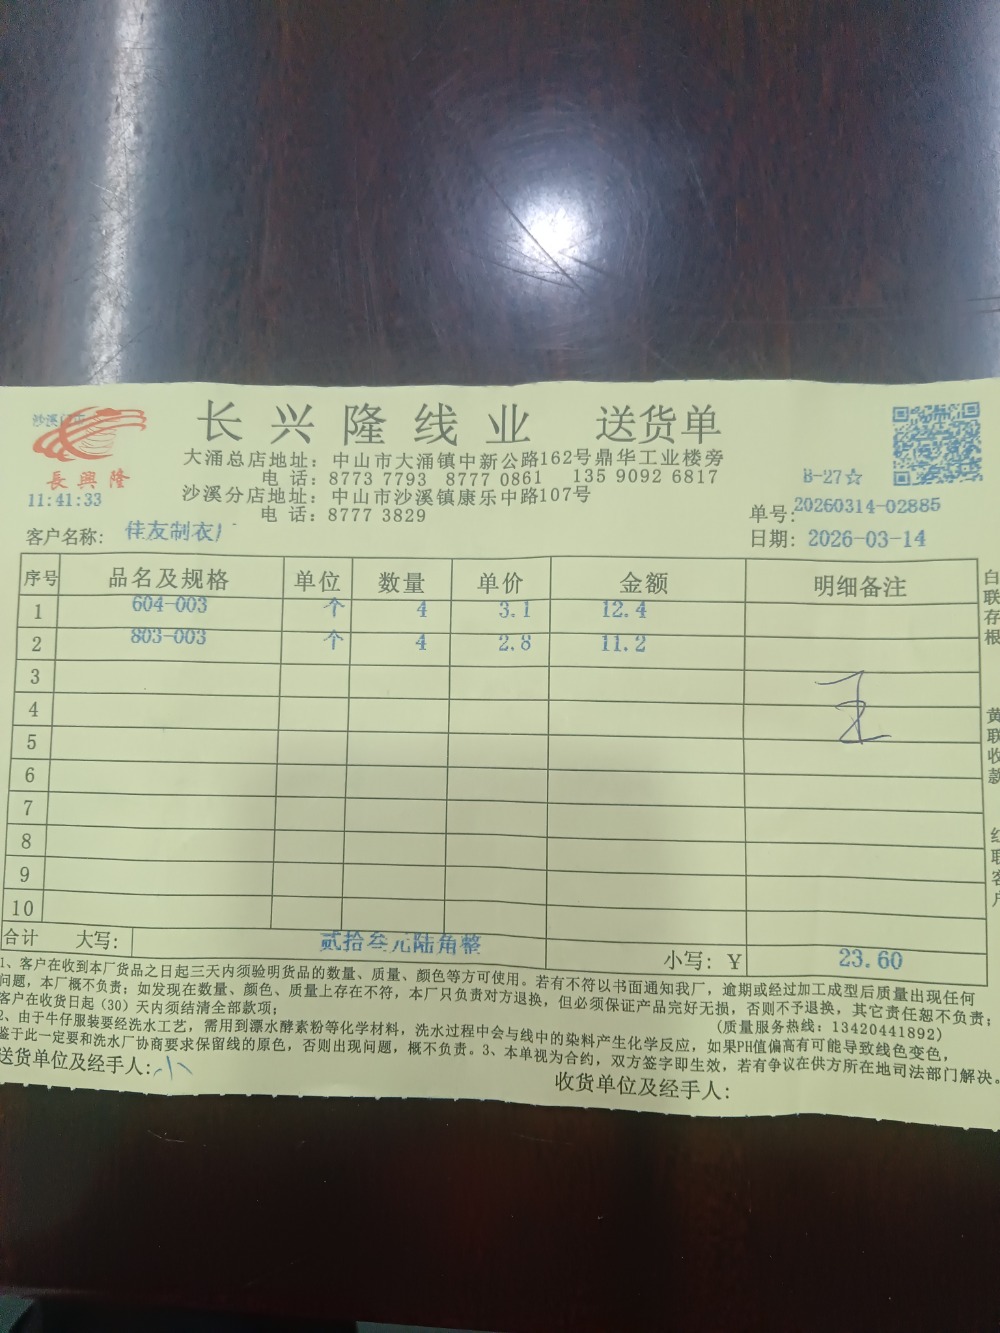 沙溪
長興隆
11:41:33
长兴隆线业 送货单
大涌总店地址：中山市大涌镇中新公路162号鼎华工业楼旁
电 话：8773 7793 8777 0861 135 9092 6817
沙溪分店地址：中山市沙溪镇康乐中路107号
电 话：8777 3829
B-27☆
单号：20260314-02885
客户名称：佳友制衣厂
日期：2026-03-14
序号 品名及规格 单位 数量 单价 金额 明细备注
1 604-003 个 4 3.1 12.4
2 803-003 个 4 2.8 11.2
3
4
5
6
7
8
9
10
合计 大写： 贰拾叁元陆角整 小写：￥ 23.60
1、客户在收到本厂货品之日起三天内须验明货品的数量、质量、颜色等方可使用。若有不符以书面通知我厂，逾期或经过加工成型后质量出现任何
问题，本厂概不负责；如发现在数量、颜色、质量上存在不符，本厂只负责对方退换，但必须保证产品完好无损，否则不予退换，其它责任恕不负责；
客户在收货日起（30）天内须结清全部款项； (质量服务热线：13420441892)
2、由于牛仔服装要经洗水工艺，需用到漂水酵素粉等化学材料，洗水过程中会与线中的染料产生化学反应，如果PH值偏高有可能导致线色变色，
鉴于此一定要和洗水厂协商要求保留线的原色，否则出现问题，概不负责。3、本单视为合约，双方签字即生效，若有争议在供方所在地司法部门解决。
送货单位及经手人：小
收货单位及经手人：
白联存根
黄联收款
红联客户